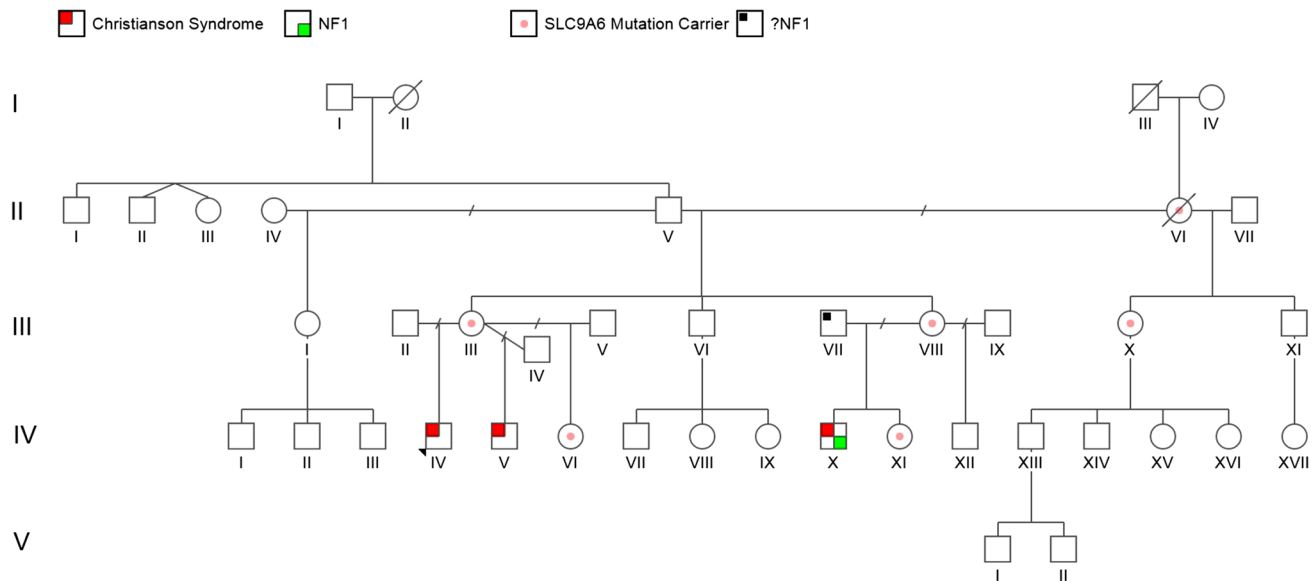 Christianson Syndrome NF1 SLC9A6 Mutation Carrier ?NF1
I
I II III IV
II
I II III IV V VI VII
III
I II III IV V VI VII VIII IX X XI
IV
I II III IV V VI VII VIII IX X XI XII XIII XIV XV XVI XVII
V
I II